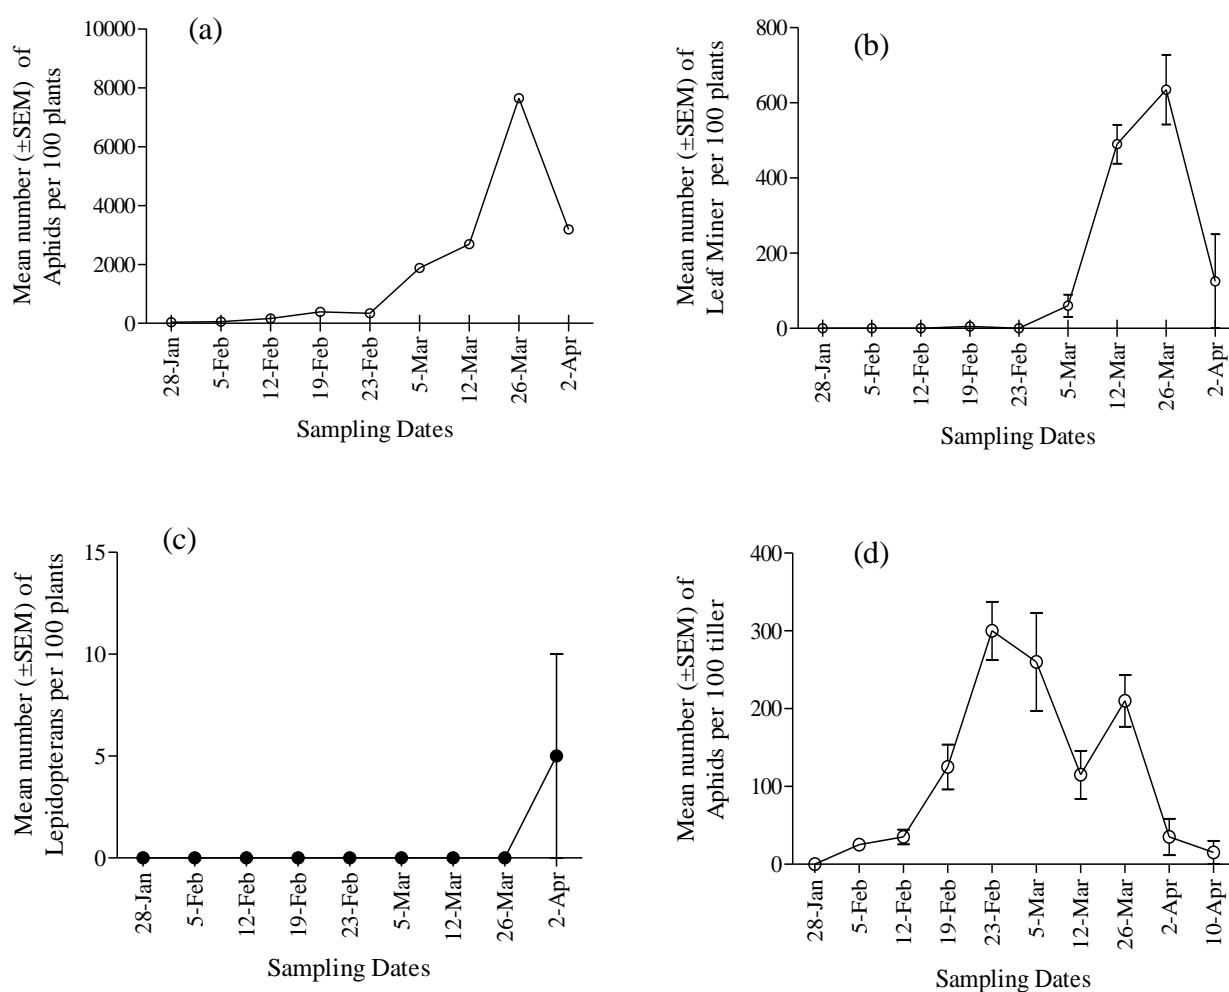 (a)
Mean number (±SEM) of
Aphids per 100 plants
10000
8000
6000
4000
2000
0
28-Jan
5-Feb
12-Feb
19-Feb
23-Feb
5-Mar
12-Mar
26-Mar
2-Apr
Sampling Dates
(b)
Mean number (±SEM) of
Leaf Miner per 100 plants
800
600
400
200
0
28-Jan
5-Feb
12-Feb
19-Feb
23-Feb
5-Mar
12-Mar
26-Mar
2-Apr
Sampling Dates
(c)
Mean number (±SEM) of
Lepidopterans per 100 plants
15
10
5
0
28-Jan
5-Feb
12-Feb
19-Feb
23-Feb
5-Mar
12-Mar
26-Mar
2-Apr
Sampling Dates
(d)
Mean number (±SEM) of
Aphids per 100 tiller
400
300
200
100
0
28-Jan
5-Feb
12-Feb
19-Feb
23-Feb
5-Mar
12-Mar
26-Mar
2-Apr
10-Apr
Sampling Dates